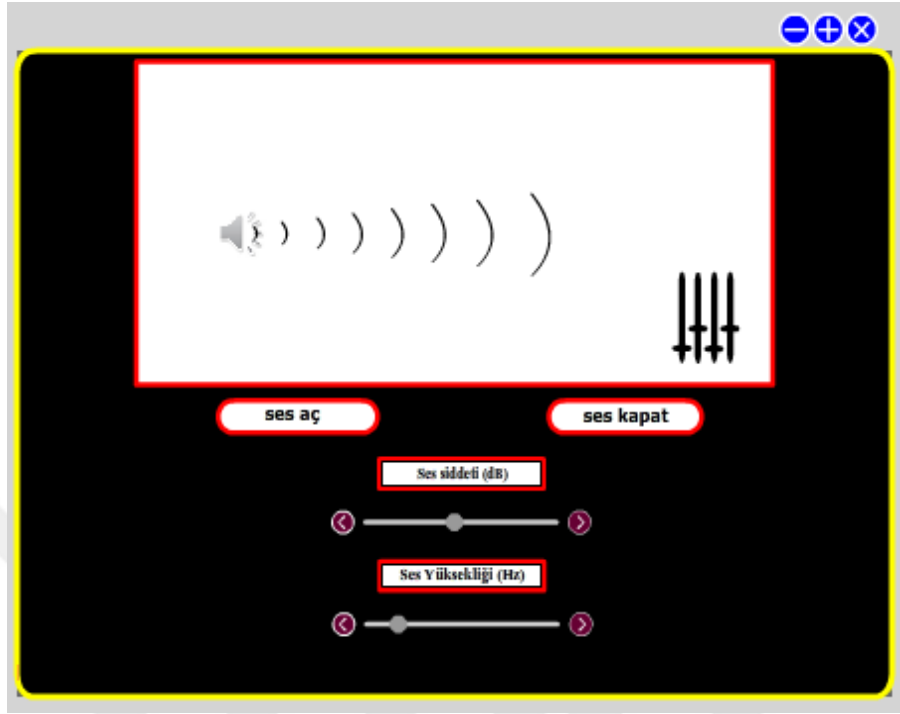 ses aç
ses kapat
Ses siddeti (dB)
Ses Yüksekliği (Hz)